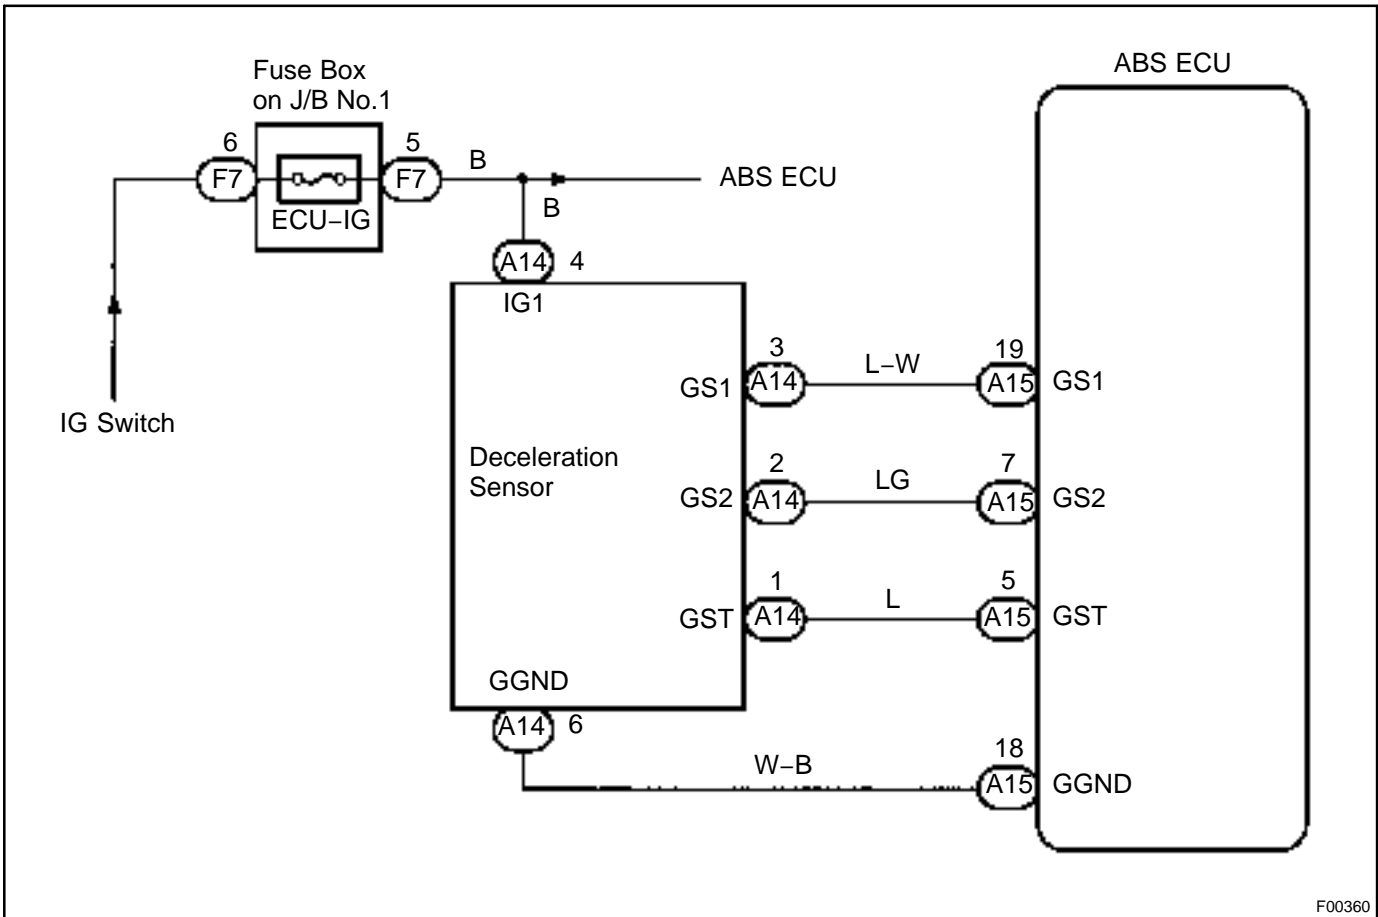 Fuse Box
on J/B No.1
ABS ECU
6
5
F7
F7
B
ABS ECU
ECU-IG
B
A14
4
IG1
IG Switch
3
19
GS1
A14
L-W
A15
GS1
Deceleration
Sensor
2
7
GS2
A14
LG
A15
GS2
1
5
GST
A14
L
A15
GST
GGND
A14
6
W-B
18
A15
GGND
F00360